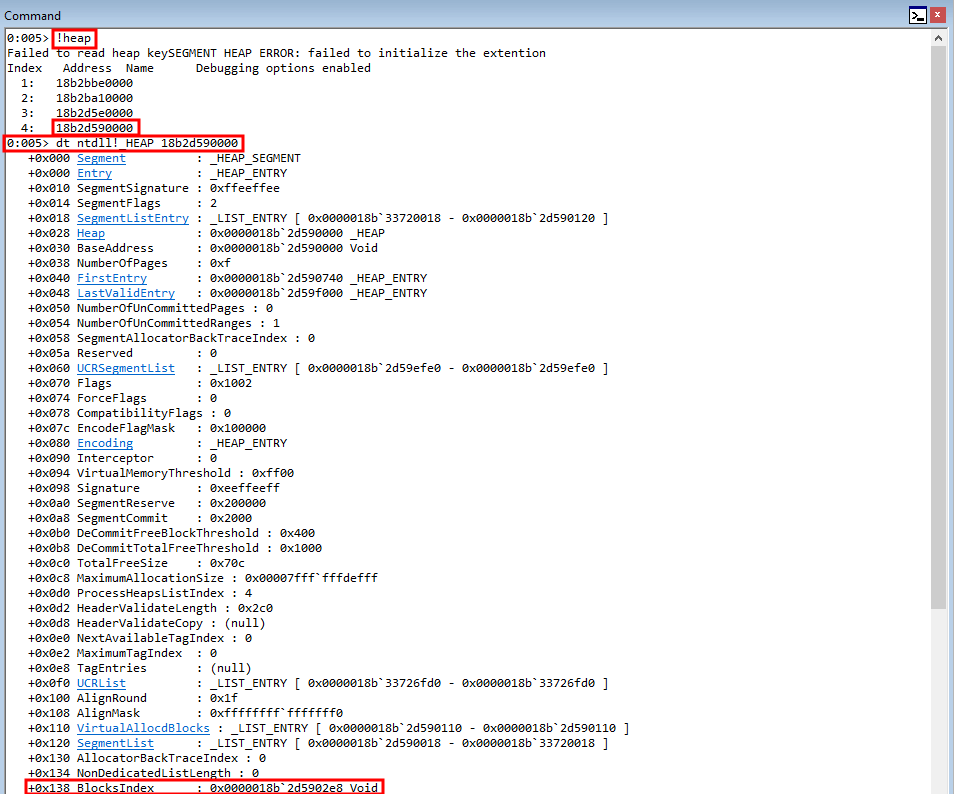 Command
0:005> !heap
Failed to read heap keySEGMENT HEAP ERROR: failed to initialize the extention
Index   Address  Name      Debugging options enabled
  1:   18b2bbe0000
  2:   18b2ba10000
  3:   18b2d5e0000
  4:   18b2d590000
0:005> dt ntdll!_HEAP 18b2d590000
   +0x000 Segment          : _HEAP_SEGMENT
   +0x000 Entry            : _HEAP_ENTRY
   +0x010 SegmentSignature : 0xffeeffee
   +0x014 SegmentFlags     : 2
   +0x018 SegmentListEntry : _LIST_ENTRY [ 0x0000018b`33720018 - 0x0000018b`2d590120 ]
   +0x028 Heap             : 0x0000018b`2d590000 _HEAP
   +0x030 BaseAddress      : 0x0000018b`2d590000 Void
   +0x038 NumberOfPages    : 0xf
   +0x040 FirstEntry       : 0x0000018b`2d590740 _HEAP_ENTRY
   +0x048 LastValidEntry   : 0x0000018b`2d59f000 _HEAP_ENTRY
   +0x050 NumberOfUnCommittedPages : 0
   +0x054 NumberOfUnCommittedRanges : 1
   +0x058 SegmentAllocatorBackTraceIndex : 0
   +0x05a Reserved         : 0
   +0x060 UCRSegmentList   : _LIST_ENTRY [ 0x0000018b`2d59efe0 - 0x0000018b`2d59efe0 ]
   +0x070 Flags            : 0x1002
   +0x074 ForceFlags       : 0
   +0x078 CompatibilityFlags : 0
   +0x07c EncodeFlagMask   : 0x100000
   +0x080 Encoding         : _HEAP_ENTRY
   +0x090 Interceptor      : 0
   +0x094 VirtualMemoryThreshold : 0xff00
   +0x098 Signature        : 0xeeffeeff
   +0x0a0 SegmentReserve   : 0x200000
   +0x0a8 SegmentCommit    : 0x2000
   +0x0b0 DeCommitFreeBlockThreshold : 0x400
   +0x0b8 DeCommitTotalFreeThreshold : 0x1000
   +0x0c0 TotalFreeSize    : 0x70c
   +0x0c8 MaximumAllocationSize : 0x00007fff`fffdefff
   +0x0d0 ProcessHeapsListIndex : 4
   +0x0d2 HeaderValidateLength : 0x2c0
   +0x0d8 HeaderValidateCopy : (null)
   +0x0e0 NextAvailableTagIndex : 0
   +0x0e2 MaximumTagIndex  : 0
   +0x0e8 TagEntries       : (null)
   +0x0f0 UCRList          : _LIST_ENTRY [ 0x0000018b`33726fd0 - 0x0000018b`33726fd0 ]
   +0x100 AlignRound       : 0x1f
   +0x108 AlignMask        : 0xffffffff`fffffff0
   +0x110 VirtualAllocdBlocks : _LIST_ENTRY [ 0x0000018b`2d590110 - 0x0000018b`2d590110 ]
   +0x120 SegmentList      : _LIST_ENTRY [ 0x0000018b`2d590018 - 0x0000018b`33720018 ]
   +0x130 AllocatorBackTraceIndex : 0
   +0x134 NonDedicatedListLength : 0
   +0x138 BlocksIndex      : 0x0000018b`2d5902e8 Void